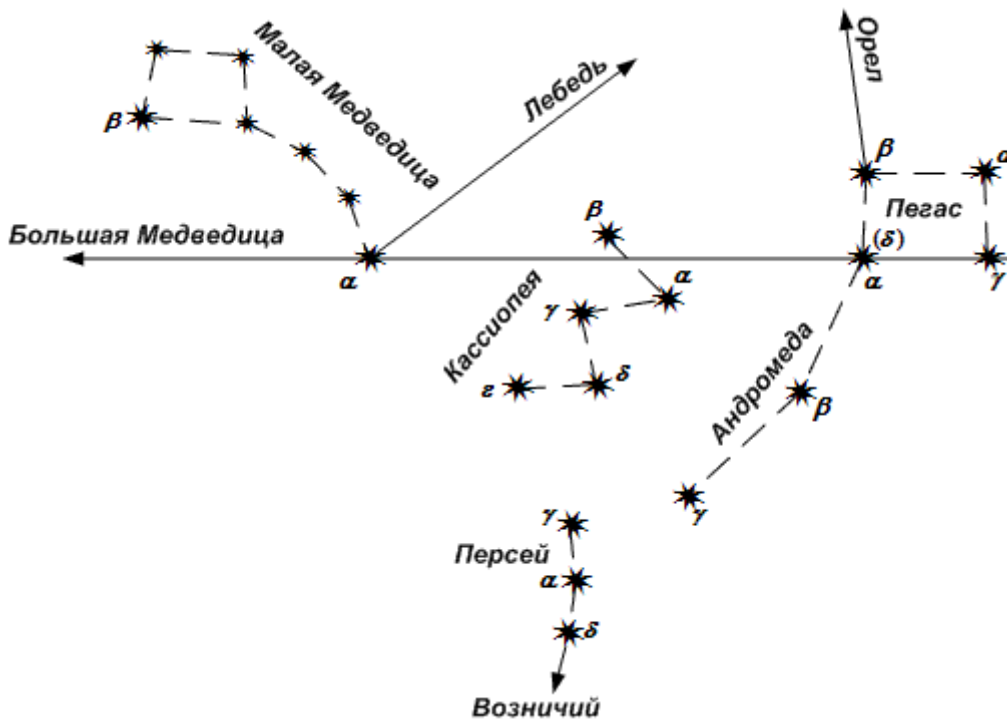 Малая Медведица
β
Лебедь
Орел
β
α
Пегас
(δ)
Большая Медведица
α
β
α
γ
α
γ
Кассиопея
ε
δ
Андромеда
β
γ
γ
Персей
α
δ
Возничий